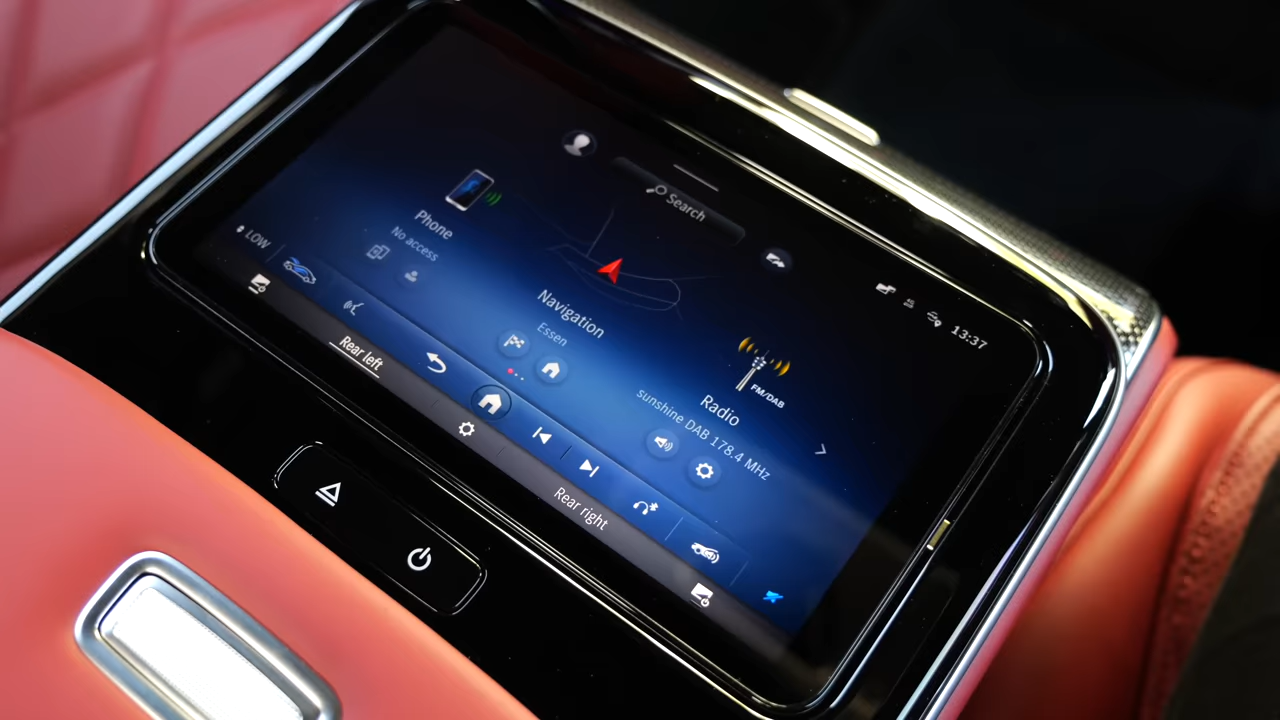 Search
13:37
Phone
No access
Navigation
Essen
FM/DAB
Radio
sunshine DAB 178.4 MHz
LOW
Rear left
Rear right